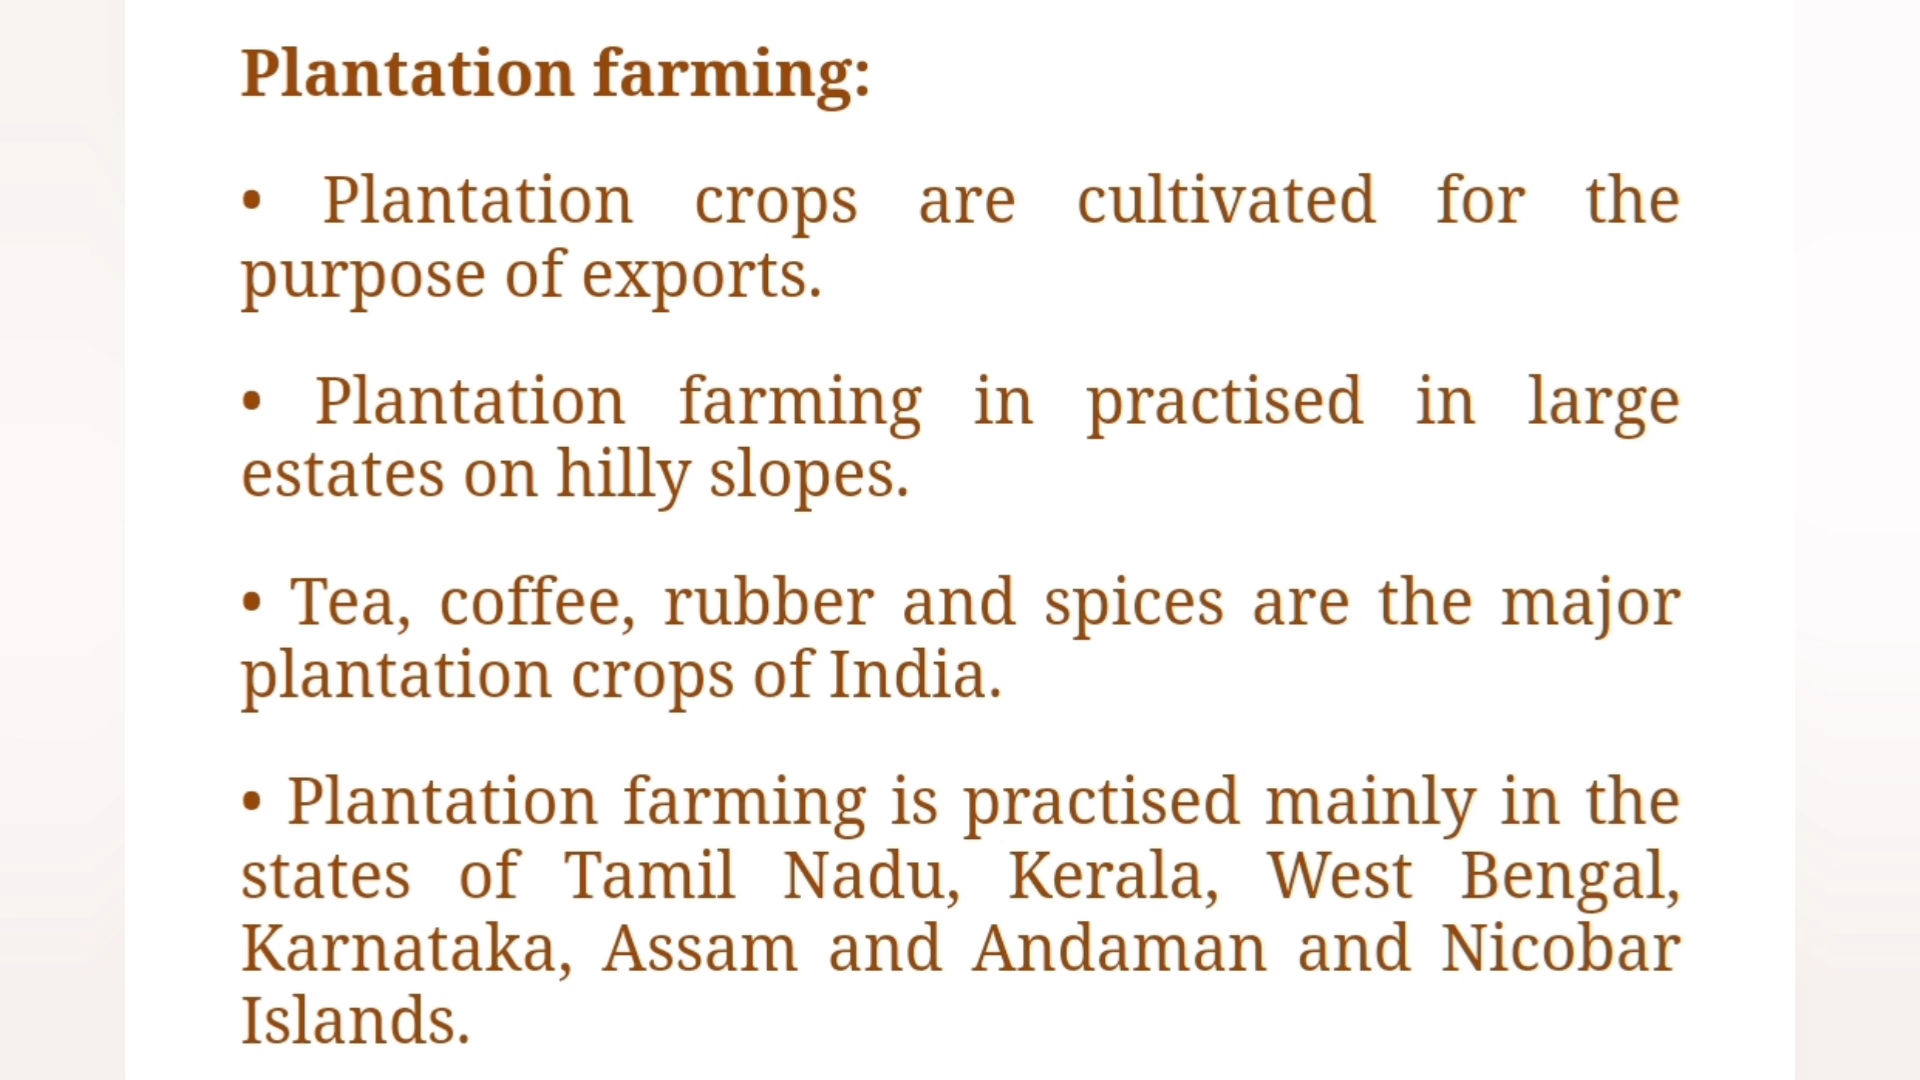 Plantation farming:
• Plantation crops are cultivated for the
purpose of exports.
• Plantation farming in practised in large
estates on hilly slopes.
• Tea, coffee, rubber and spices are the major
plantation crops of India.
• Plantation farming is practised mainly in the
states of Tamil Nadu, Kerala, West Bengal,
Karnataka, Assam and Andaman and Nicobar
Islands.